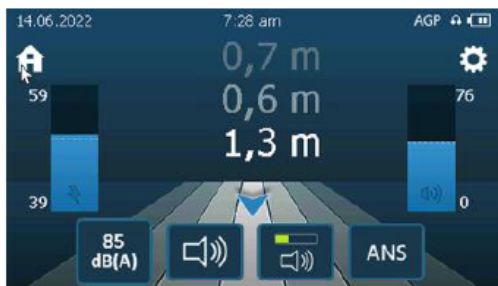 14.06.2022 7:28 am AGP
0,7 m
59 0,6 m 76
1,3 m
39 0
85
dB(A)
ANS